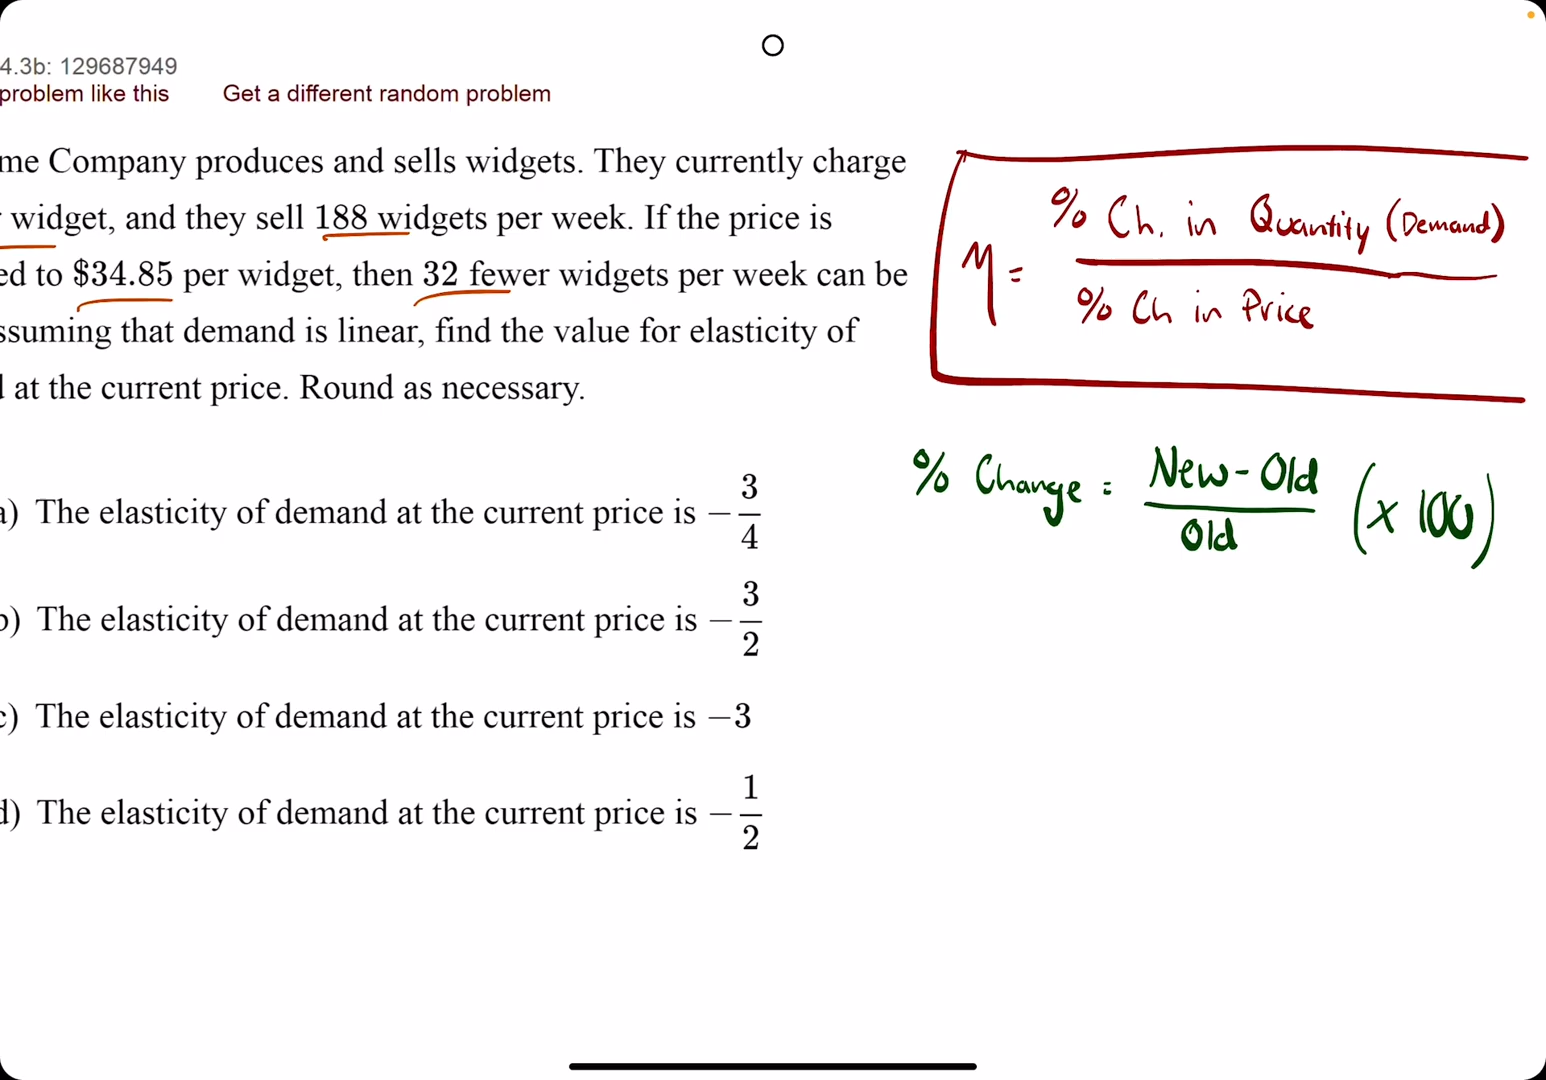 4.3b: 129687949
problem like this Get a different random problem
me Company produces and sells widgets. They currently charge
widget, and they sell 188 widgets per week. If the price is
ed to $34.85 per widget, then 32 fewer widgets per week can be
ssuming that demand is linear, find the value for elasticity of
at the current price. Round as necessary.
η = % Ch. in Quantity (Demand) / % Ch in Price
% Change = New - Old / Old (x 100)
a) The elasticity of demand at the current price is −3/4
b) The elasticity of demand at the current price is −3/2
c) The elasticity of demand at the current price is −3
d) The elasticity of demand at the current price is −1/2